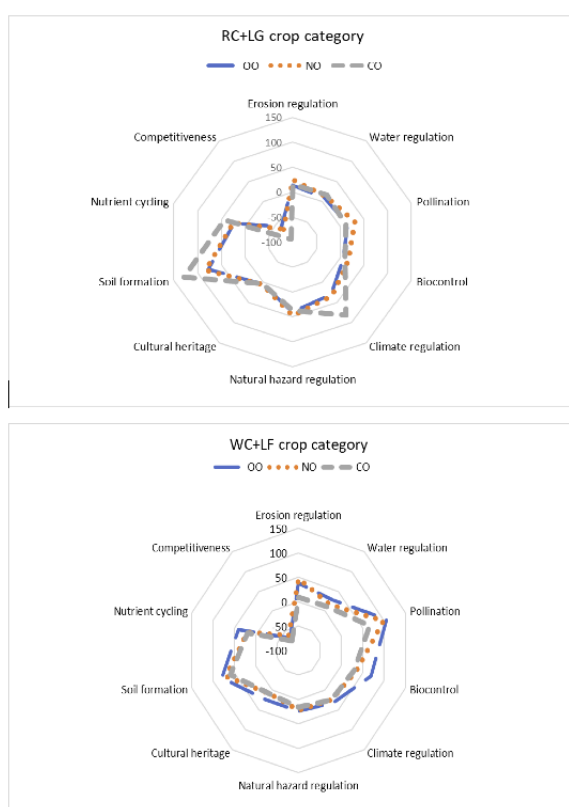 RC+LG crop category
OO NO CO
Erosion regulation
150
Competitiveness
100
Water regulation
50
0
Nutrient cycling
50
Pollination
-100
Soil formation
Biocontrol
Cultural heritage
Climate regulation
Natural hazard regulation
WC+LF crop category
OO NO CO
Erosion regulation
150
Competitiveness
100
Water regulation
50
0
Nutrient cycling
50
Pollination
-100
Soil formation
Biocontrol
Cultural heritage
Climate regulation
Natural hazard regulation